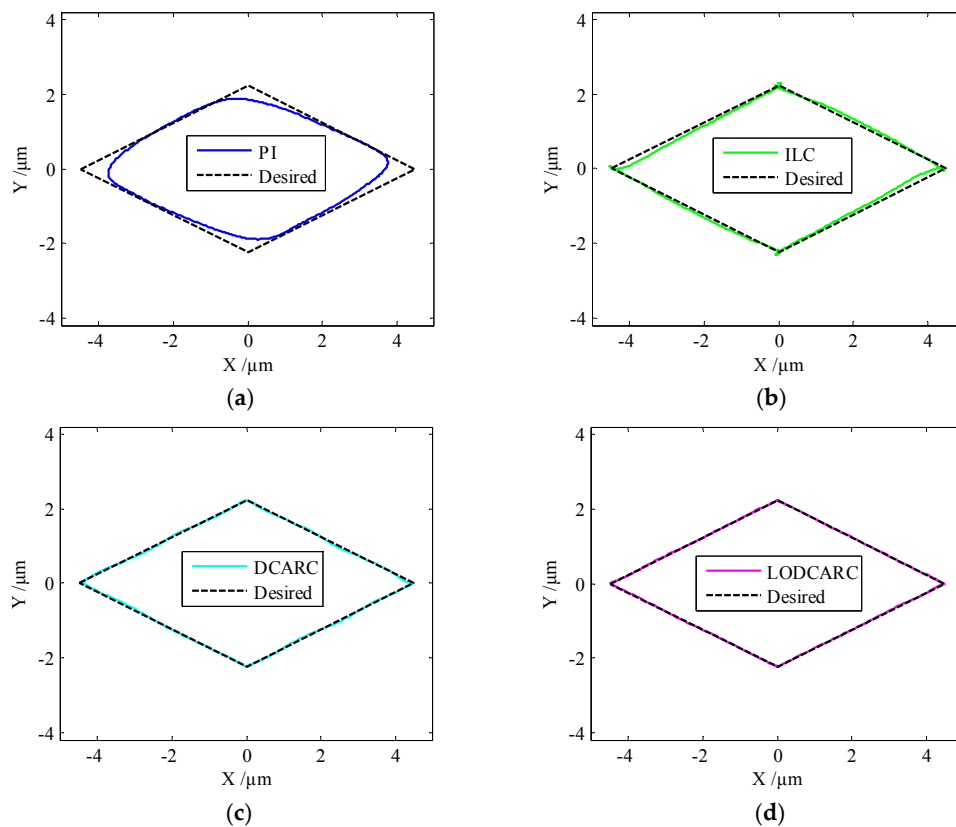 4
2
0
-2
-4
Y /μm
PI
Desired
-4 -2 0 2 4
X /μm
(a)
4
2
0
-2
-4
Y /μm
ILC
Desired
-4 -2 0 2 4
X /μm
(b)
4
2
0
-2
-4
Y /μm
DCARC
Desired
-4 -2 0 2 4
X /μm
(c)
4
2
0
-2
-4
Y /μm
LODCARC
Desired
-4 -2 0 2 4
X /μm
(d)